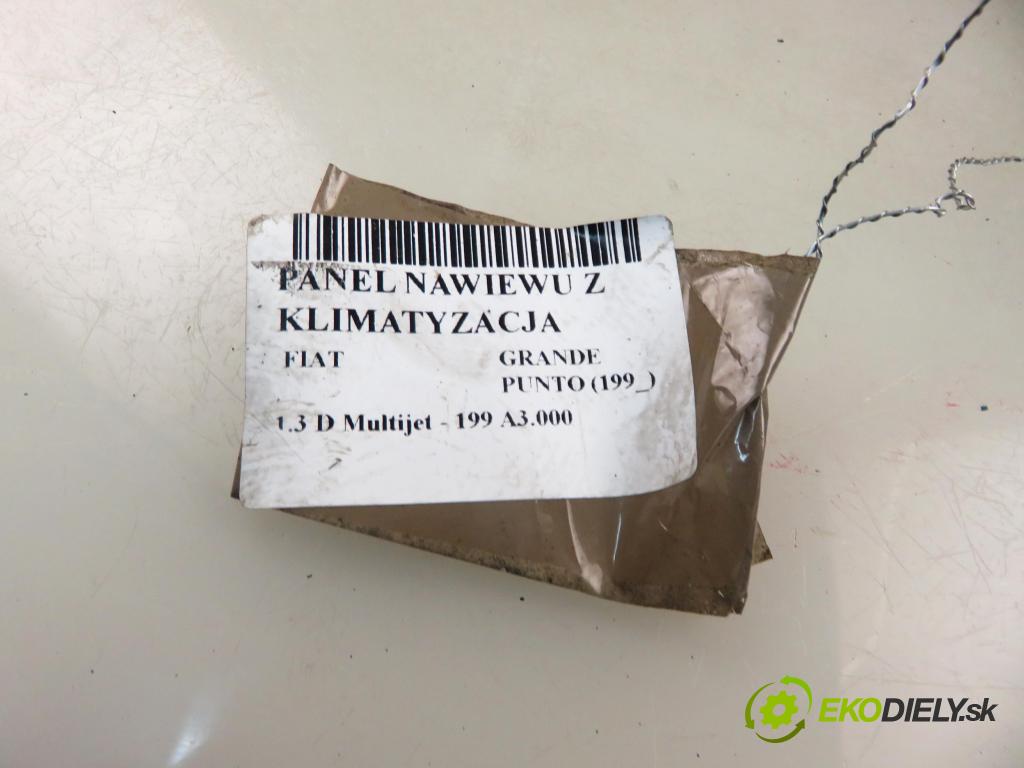 PANEL NAWIEWU Z
KLIMATYZACJA
FIAT GRANDE
PUNTO (199_)
1.3 D Multijet - 199 A3.000
EKODIELY.sk